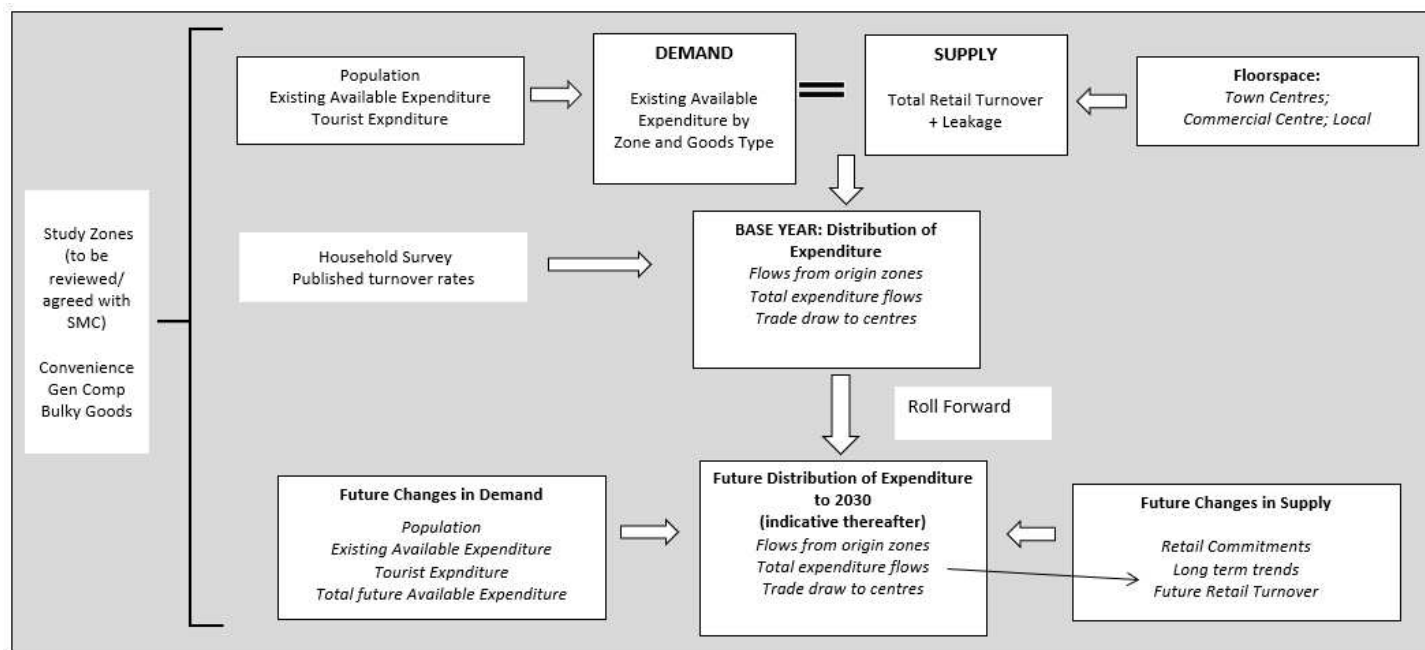 Study Zones
(to be
reviewed/
agreed with
SMC)
Convenience
Gen Comp
Bulky Goods
Population
Existing Available Expenditure
Tourist Expnditure
DEMAND
Existing Available
Expenditure by
Zone and Goods Type
SUPPLY
Total Retail Turnover
+ Leakage
Floorspace:
Town Centres;
Commercial Centre; Local
Household Survey
Published turnover rates
BASE YEAR: Distribution of
Expenditure
Flows from origin zones
Total expenditure flows
Trade draw to centres
Roll Forward
Future Changes in Demand
Population
Existing Available Expenditure
Tourist Expnditure
Total future Available Expenditure
Future Distribution of Expenditure
to 2030
(indicative thereafter)
Flows from origin zones
Total expenditure flows
Trade draw to centres
Future Changes in Supply
Retail Commitments
Long term trends
Future Retail Turnover